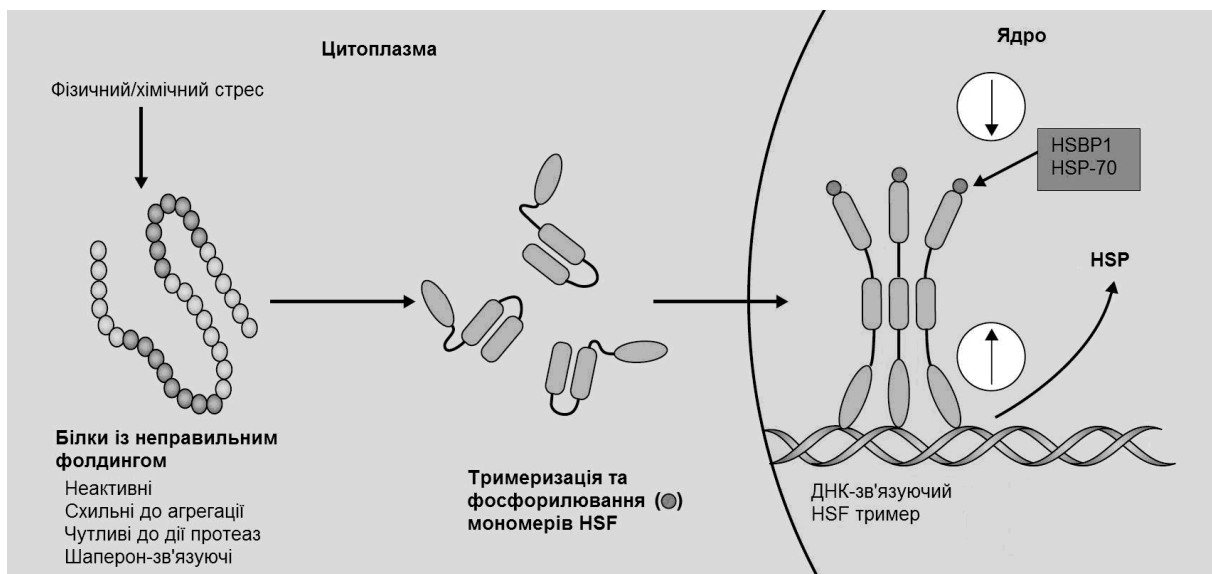 Цитоплазма
Ядро
Фізичний/хімічний стрес
HSBP1
HSP-70
HSP
Білки із неправильним
фолдингом
Неактивні
Схильні до агрегації
Чутливі до дії протеаз
Шаперон-зв'язуючі
Тримеризація та
фосфорилювання ( )
мономерів HSF
ДНК-зв'язуючий
HSF тример